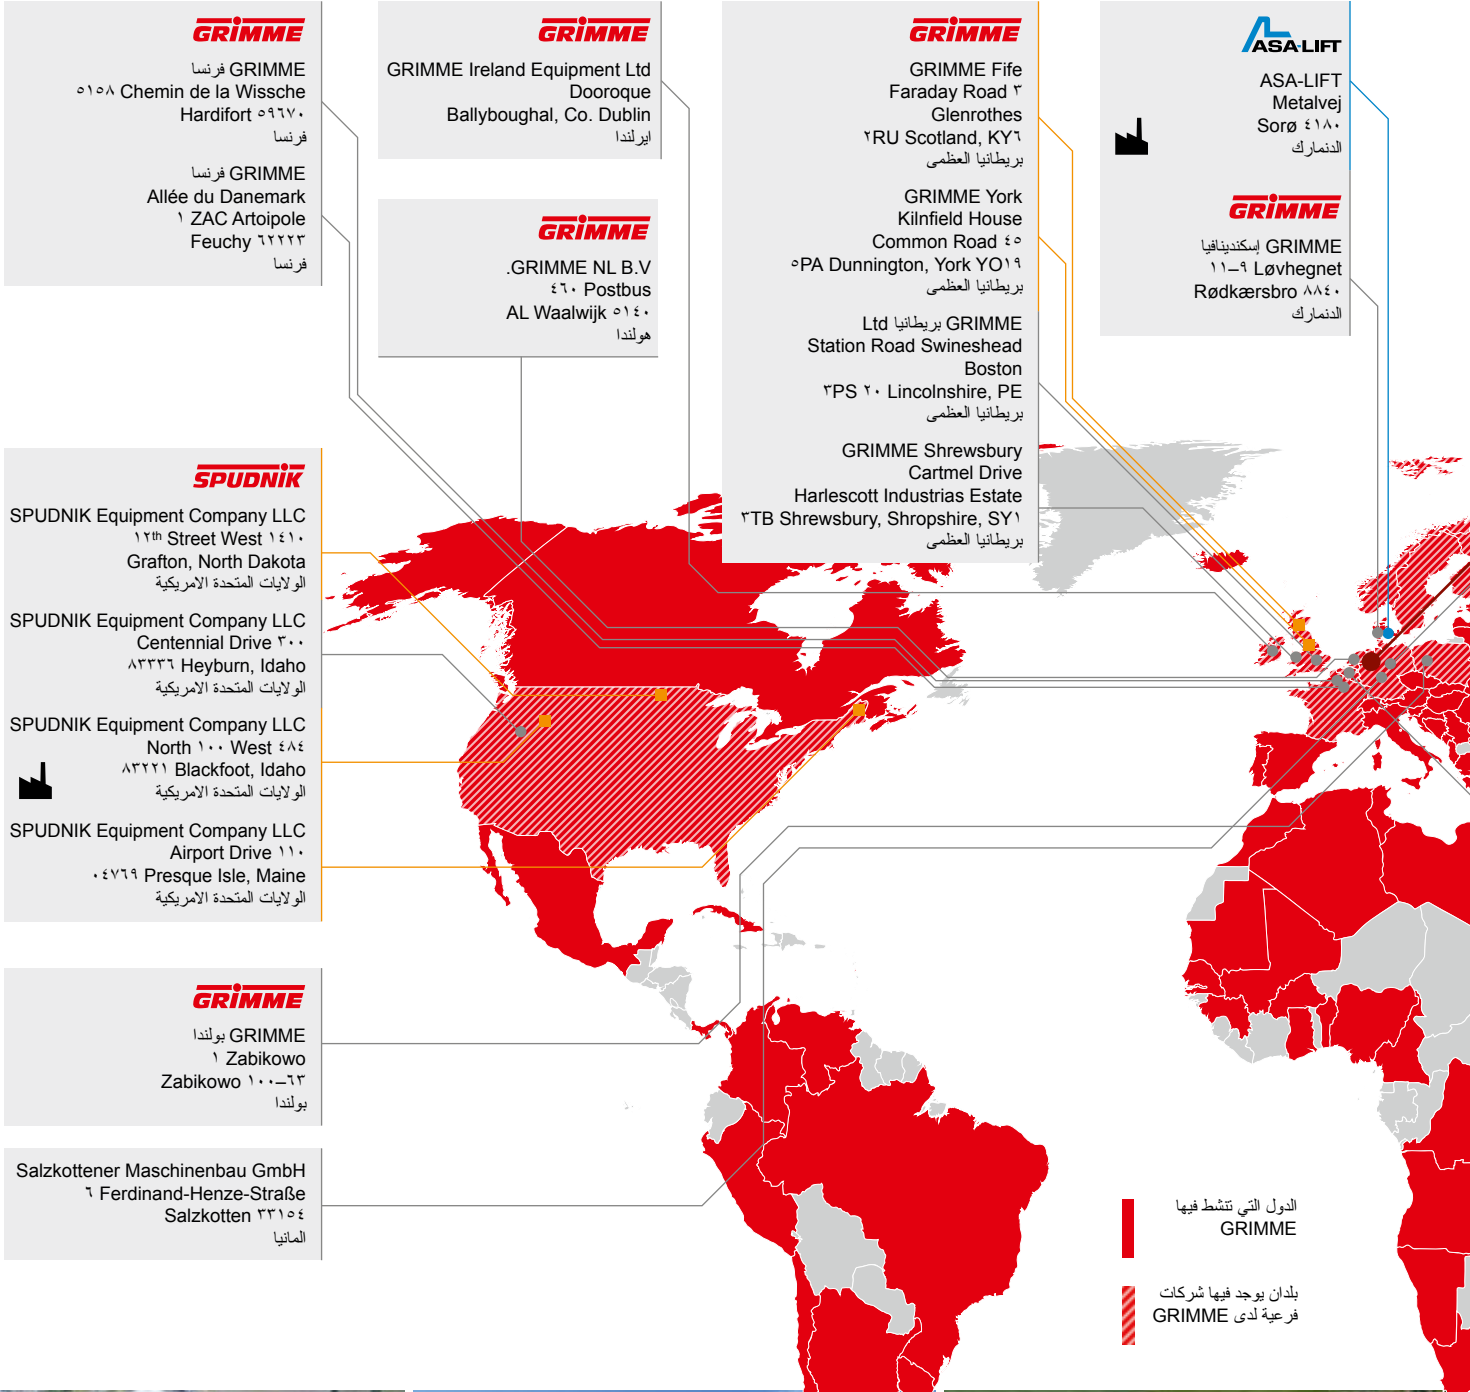 GRIMME
GRIMME فرنسا
٥١٥٨ Chemin de la Wissche
Hardifort ٥٩٦٧٠
فرنسا
GRIMME فرنسا
Allée du Danemark
١ ZAC Artoipole
Feuchy ٦٢٢٢٣
فرنسا
GRIMME
GRIMME Ireland Equipment Ltd
Dooroque
Ballyboughal, Co. Dublin
ايرلندا
GRIMME
.GRIMME NL B.V
٤٦٠ Postbus
AL Waalwijk ٥١٤٠
هولندا
GRIMME
GRIMME Fife
Faraday Road ٣
Glenrothes
٢RU Scotland, KY٦
بريطانيا العظمى
GRIMME York
Kilnfield House
Common Road ٤٥
٥PA Dunnington, York YO١٩
بريطانيا العظمى
GRIMME بريطانيا Ltd
Station Road Swineshead
Boston
٣PS ٢٠ Lincolnshire, PE
بريطانيا العظمى
GRIMME Shrewsbury
Cartmel Drive
Harlescott Industrias Estate
٣TB Shrewsbury, Shropshire, SY١
بريطانيا العظمى
ASA-LIFT
ASA-LIFT
Metalvej
Sorø ٤١٨٠
الدنمارك
GRIMME
GRIMME إسكندينافيا
١١–٩ Løvhegnet
Rødkærsbro ٨٨٤٠
الدنمارك
SPUDNIK
SPUDNIK Equipment Company LLC
١٢th Street West ١٤١٠
Grafton, North Dakota
الولايات المتحدة الامريكية
SPUDNIK Equipment Company LLC
Centennial Drive ٣٠٠
٨٣٣٣٦ Heyburn, Idaho
الولايات المتحدة الامريكية
SPUDNIK Equipment Company LLC
North ١٠٠ West ٤٨٤
٨٣٢٢١ Blackfoot, Idaho
الولايات المتحدة الامريكية
SPUDNIK Equipment Company LLC
Airport Drive ١١٠
٠٤٧٦٩ Presque Isle, Maine
الولايات المتحدة الامريكية
GRIMME
GRIMME بولندا
١ Zabikowo
Zabikowo ١٠٠–٦٣
بولندا
Salzkottener Maschinenbau GmbH
٦ Ferdinand-Henze-Straße
Salzkotten ٣٣١٥٤
المانيا
الدول التي تنشط فيها
GRIMME
بلدان يوجد فيها شركات
فرعية لدى GRIMME